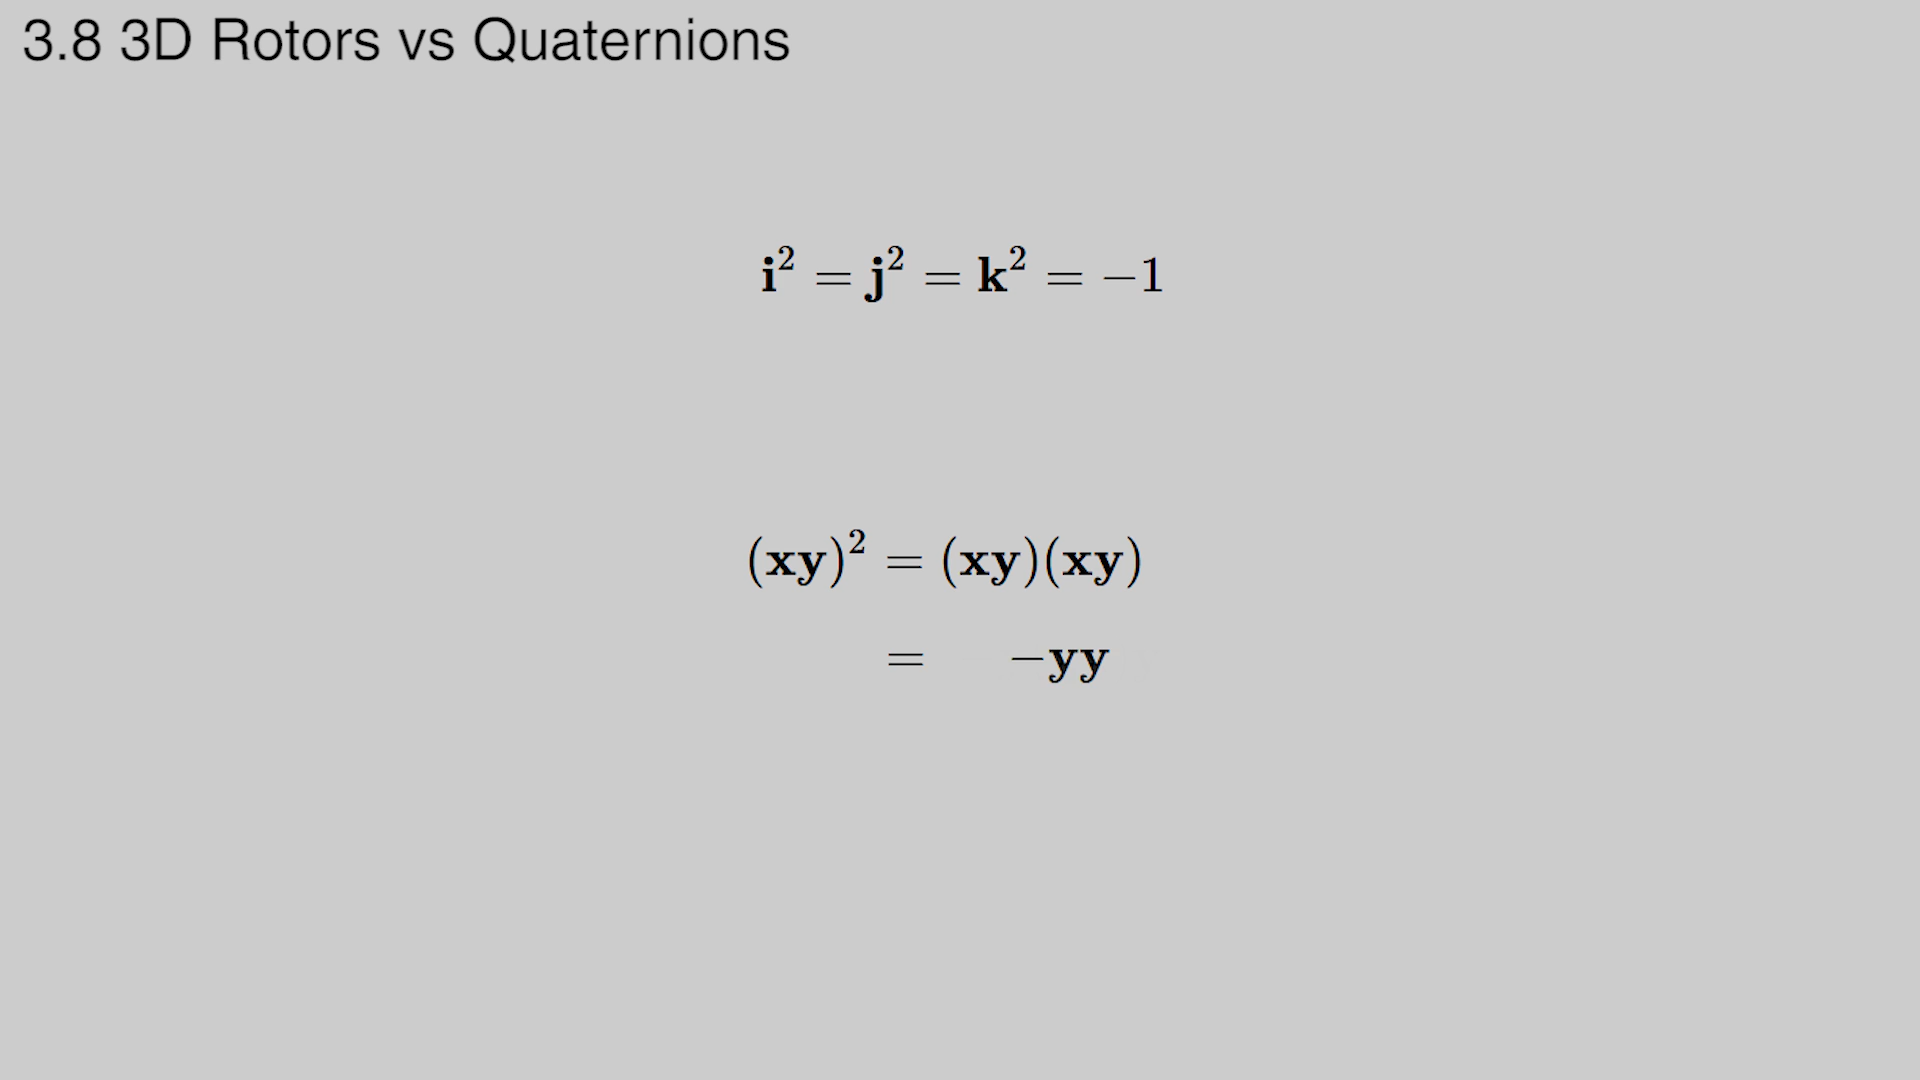 3.8 3D Rotors vs Quaternions
i² = j² = k² = −1
(xy)² = (xy)(xy)
= −yy